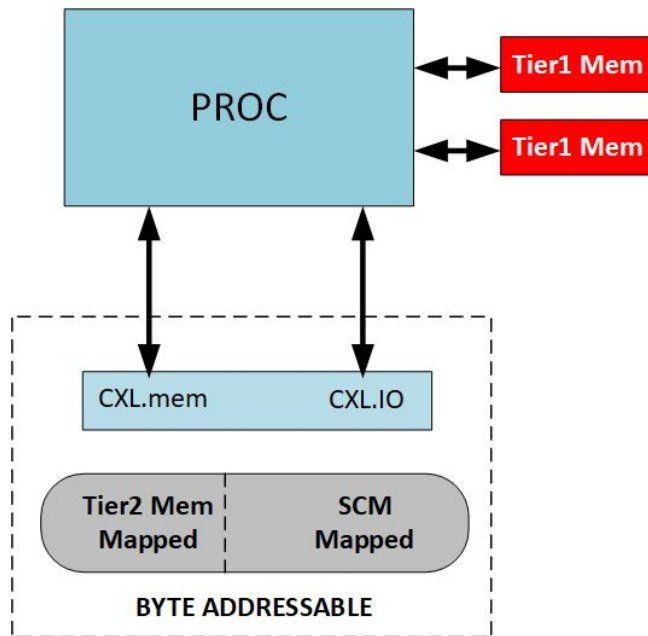 PROC
Tier1 Mem
Tier1 Mem
CXL.mem
CXL.IO
Tier2 Mem
Mapped
SCM
Mapped
BYTE ADDRESSABLE